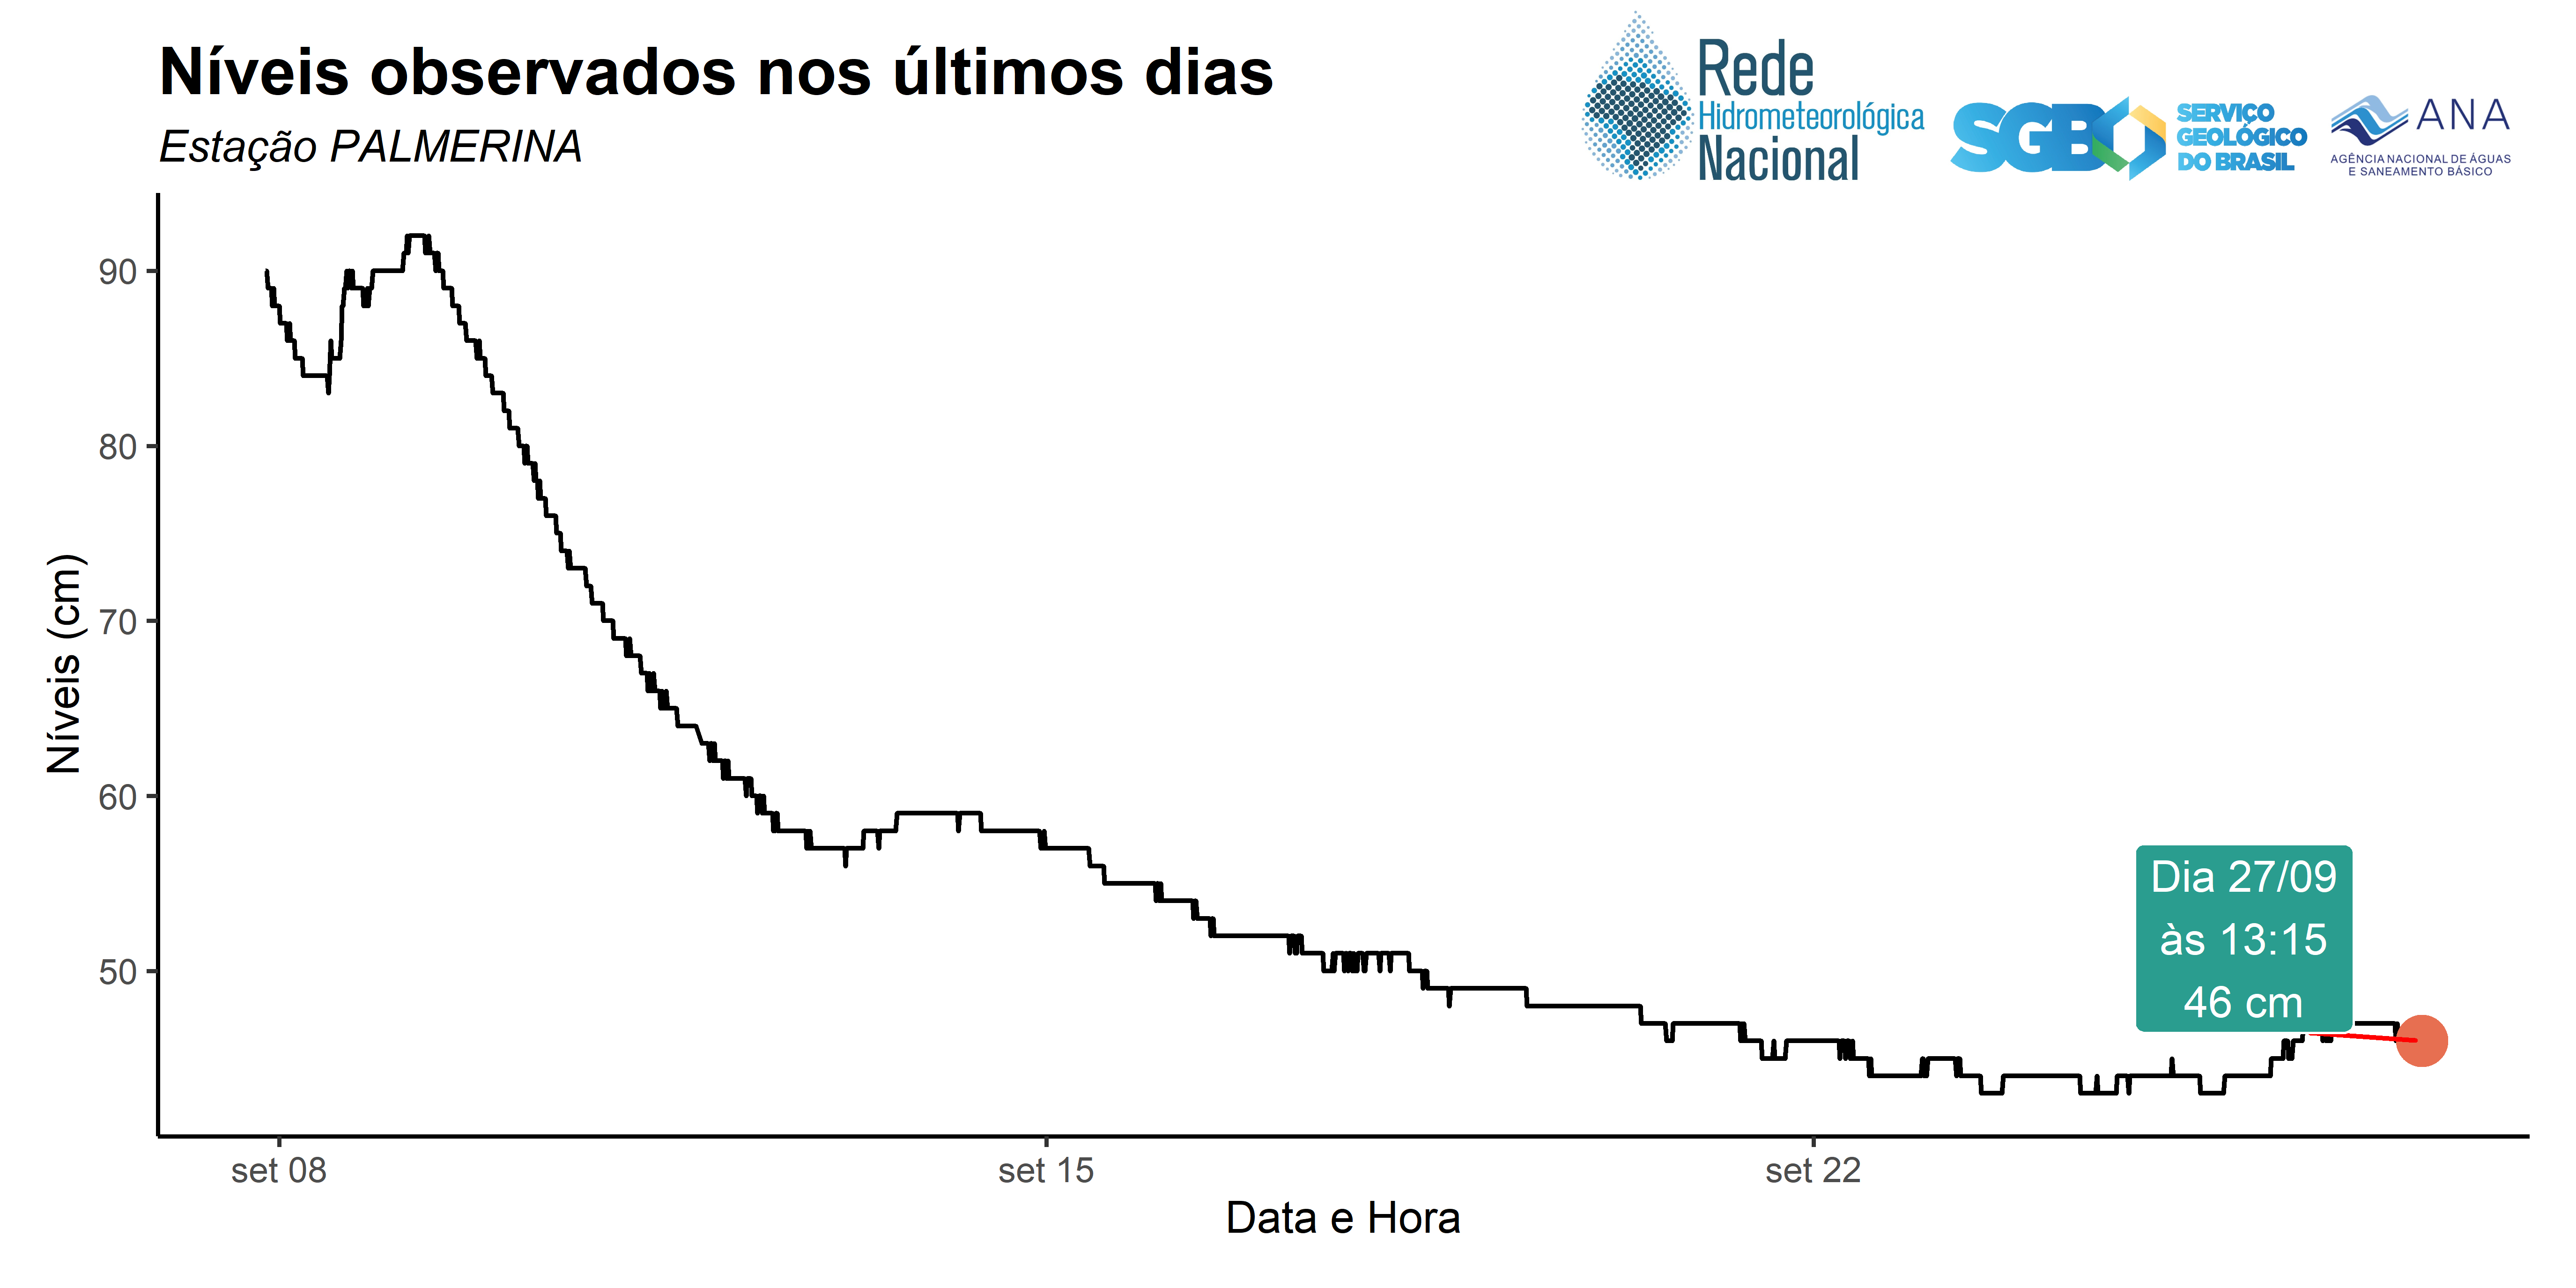 Níveis observados nos últimos dias
Estação PALMERINA
Rede
Hidrometeorológica
Nacional
SGB
SERVIÇO
GEOLÓGICO
DO BRASIL
ANA
AGÊNCIA NACIONAL DE ÁGUAS
E SANEAMENTO BÁSICO
Níveis (cm)
90
80
70
60
50
Dia 27/09
às 13:15
46 cm
set 08
set 15
set 22
Data e Hora